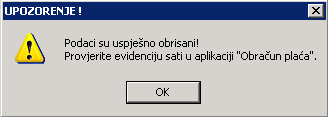 UPOZORENJE !
Podaci su uspješno obrisani!
Provjerite evidenciju sati u aplikaciji "Obračun plaća".
OK